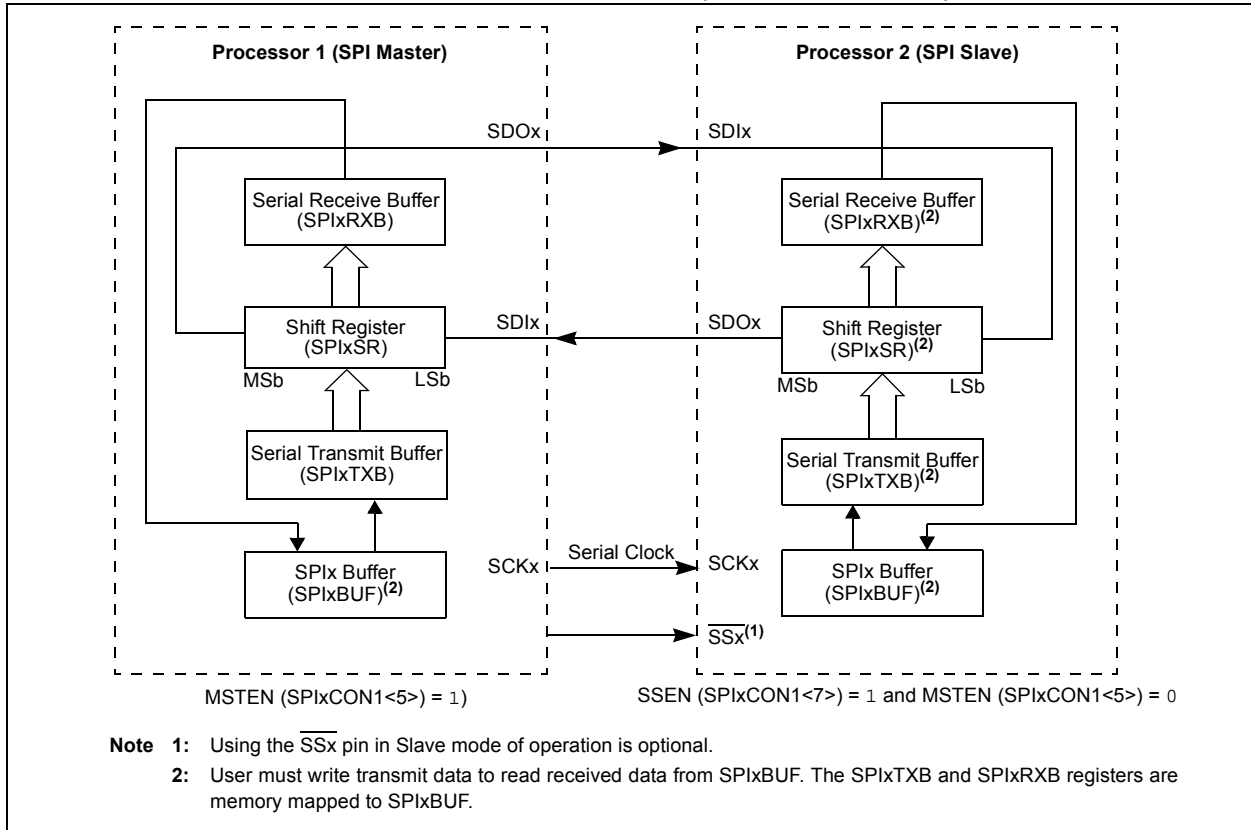 Processor 1 (SPI Master)
Processor 2 (SPI Slave)
SDOx
SDIx
Serial Receive Buffer
(SPIxRXB)
Serial Receive Buffer
(SPIxRXB)(2)
Shift Register
(SPIxSR)
SDIx
SDOx
Shift Register
(SPIxSR)(2)
MSb
LSb
MSb
LSb
Serial Transmit Buffer
(SPIxTXB)
Serial Transmit Buffer
(SPIxTXB)(2)
SPIx Buffer
(SPIxBUF)(2)
SCKx
Serial Clock
SCKx
SPIx Buffer
(SPIxBUF)(2)
SSx(1)
MSTEN (SPIxCON1<5>) = 1)
SSEN (SPIxCON1<7>) = 1 and MSTEN (SPIxCON1<5>) = 0
Note 1: Using the SSx pin in Slave mode of operation is optional.
2: User must write transmit data to read received data from SPIxBUF. The SPIxTXB and SPIxRXB registers are
memory mapped to SPIxBUF.